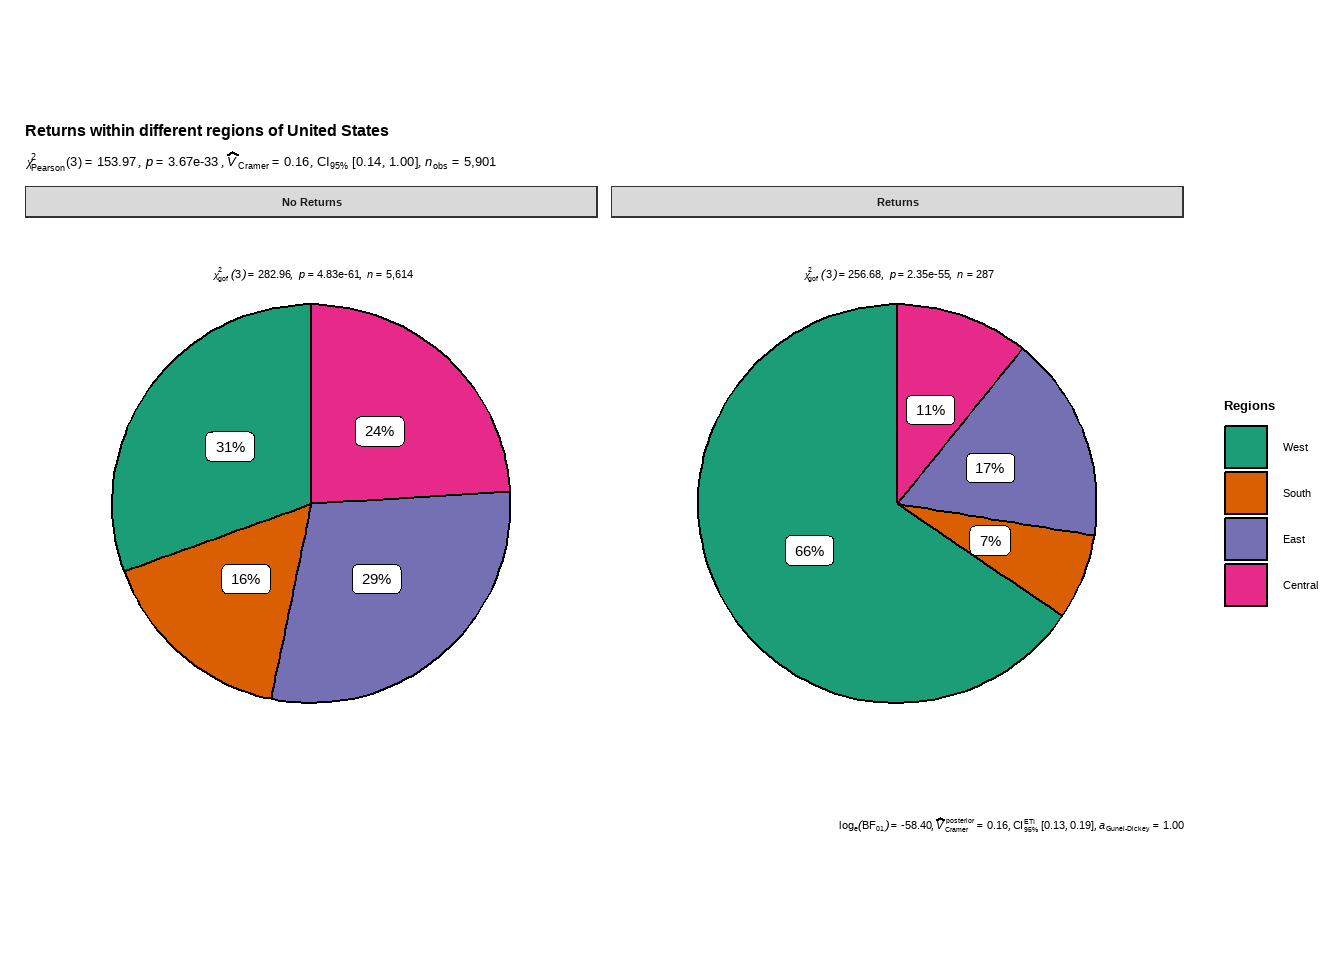 Returns within different regions of United States
χ²Pearson(3) = 153.97, p = 3.67e-33, V̂Cramer = 0.16, CI95% [0.14, 1.00], nobs = 5,901
No Returns
Returns
χ²gof (3) = 282.96, p = 4.83e-61, n = 5,614
χ²gof (3) = 256.68, p = 2.35e-55, n = 287
31%
24%
16%
29%
11%
17%
7%
66%
Regions
West
South
East
Central
loge(BF01) = -58.40, V̂posterior Cramer = 0.16, CI ETI 95% [0.13, 0.19], aGunel-Dickey = 1.00